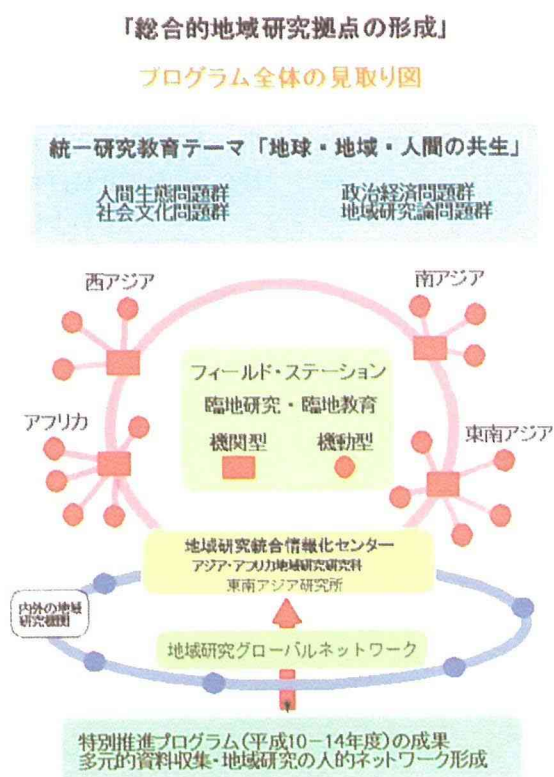 「総合的地域研究拠点の形成」
プログラム全体の見取り図
統一研究教育テーマ「地球・地域・人間の共生」
人間生態問題群
社会文化問題群
政治経済問題群
地域研究論問題群
西アジア
南アジア
フィールド・ステーション
臨地研究・臨地教育
機関型
機動型
アフリカ
東南アジア
地域研究統合情報化センター
アジア・アフリカ地域研究研究科
東南アジア研究所
内外の地域
研究機関
地域研究グローバルネットワーク
特別推進プログラム(平成10-14年度)の成果
多元的資料収集・地域研究の人的ネットワーク形成